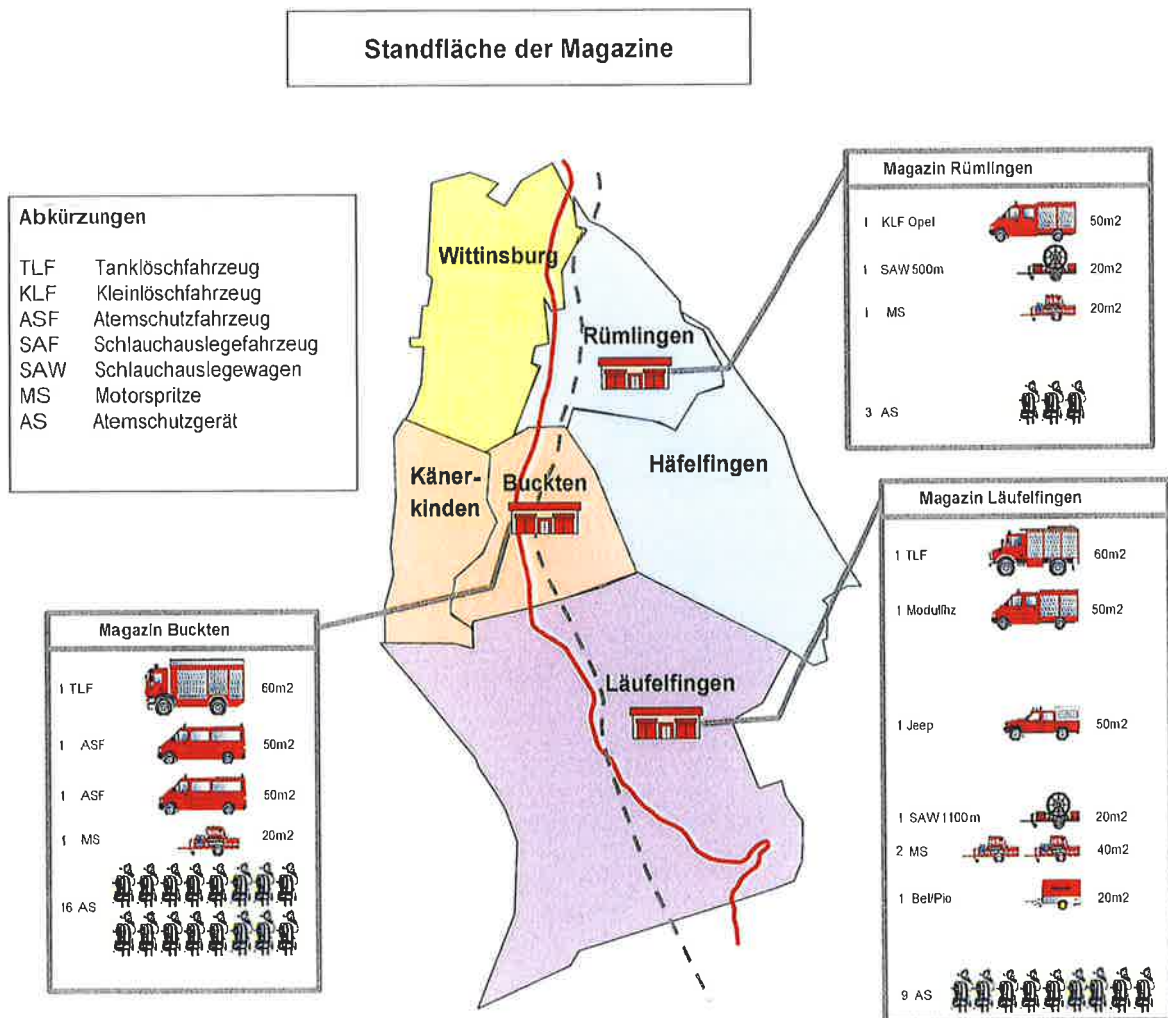 Standfläche der Magazine
Abkürzungen
TLF Tanklöschfahrzeug
KLF Kleinlöschfahrzeug
ASF Atemschutzfahrzeug
SAF Schlauchauslegefahrzeug
SAW Schlauchauslegewagen
MS Motorspritze
AS Atemschutzgerät
Wittinsburg
Rümlingen
Häfelfingen
Känerkinden
Buckten
Läufelfingen
Magazin Rümlingen
1 KLF Opel 50m2
1 SAW 500m 20m2
1 MS 20m2
3 AS
Magazin Läufelfingen
1 TLF 60m2
1 Modulfhz 50m2
1 Jeep 50m2
1 SAW 1100m 20m2
2 MS 40m2
1 Bel/Pio 20m2
9 AS
Magazin Buckten
1 TLF 60m2
1 ASF 50m2
1 ASF 50m2
1 MS 20m2
16 AS